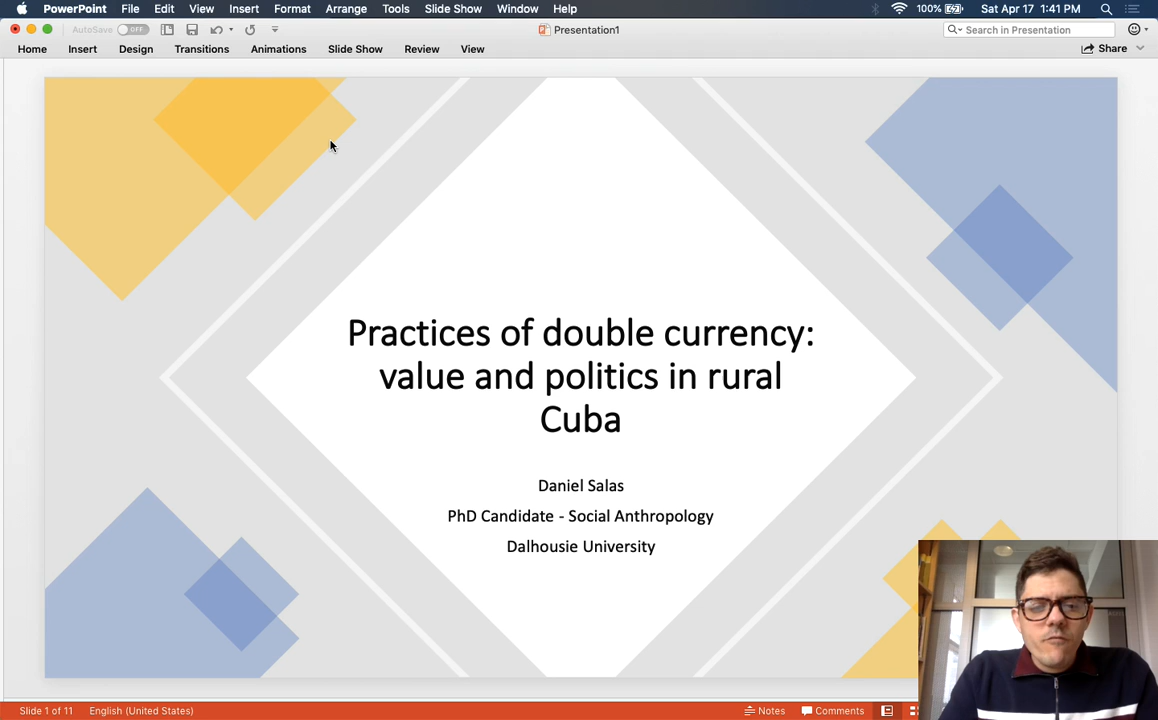 PowerPoint File Edit View Insert Format Arrange Tools Slide Show Window Help 100% Sat Apr 17 1:41 PM
AutoSave OFF Presentation1 Search in Presentation
Home Insert Design Transitions Animations Slide Show Review View Share
Practices of double currency:
value and politics in rural
Cuba
Daniel Salas
PhD Candidate - Social Anthropology
Dalhousie University
Slide 1 of 11 English (United States) Notes Comments